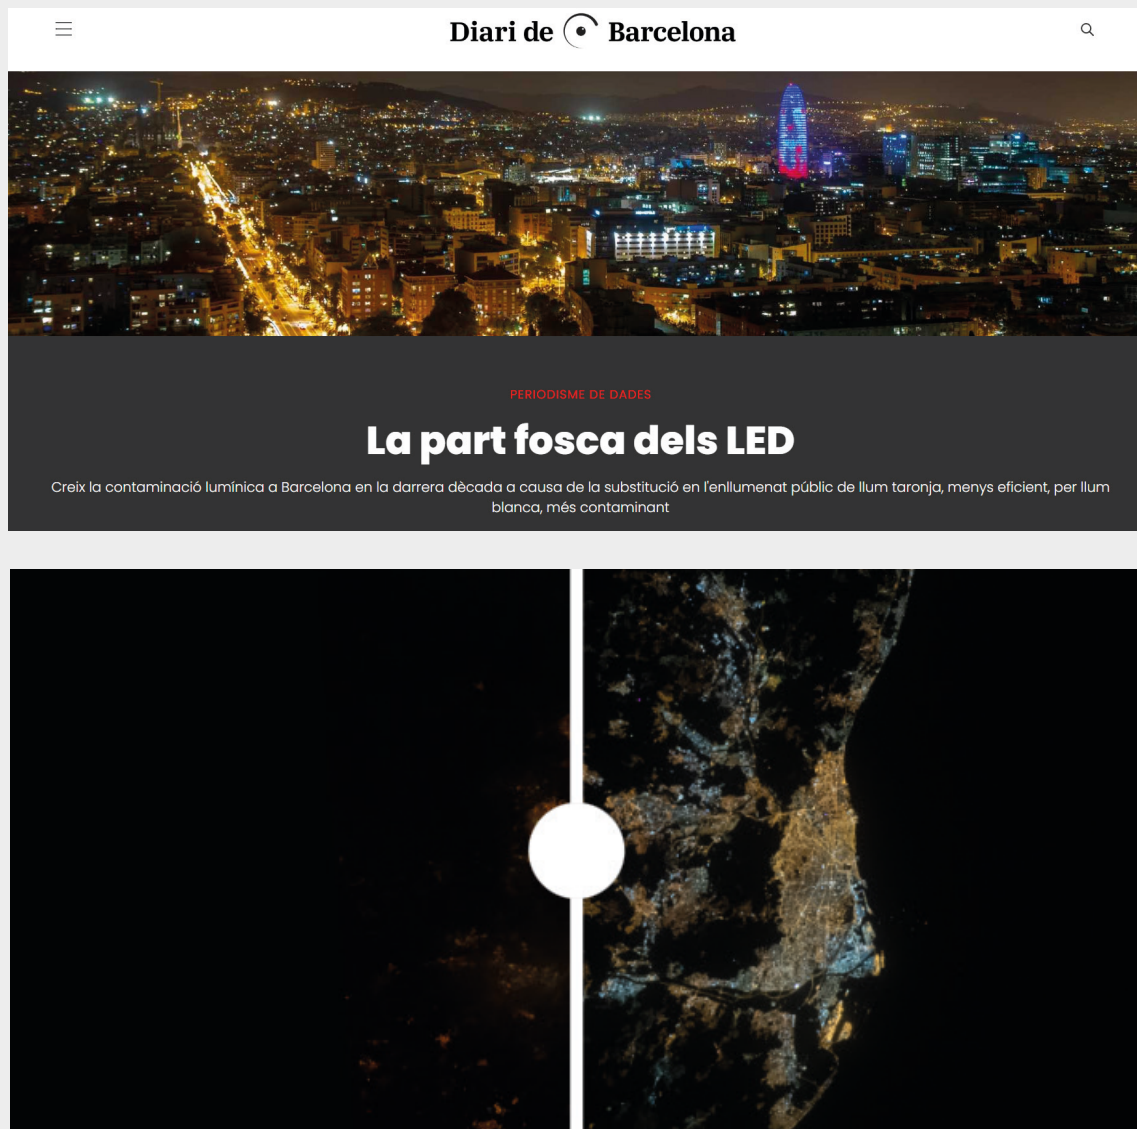 Diari de Barcelona
PERIODISME DE DADES
La part fosca dels LED
Creix la contaminació lumínica a Barcelona en la darrera dècada a causa de la substitució en l'enllumenat públic de llum taronja, menys eficient, per llum
blanca, més contaminant